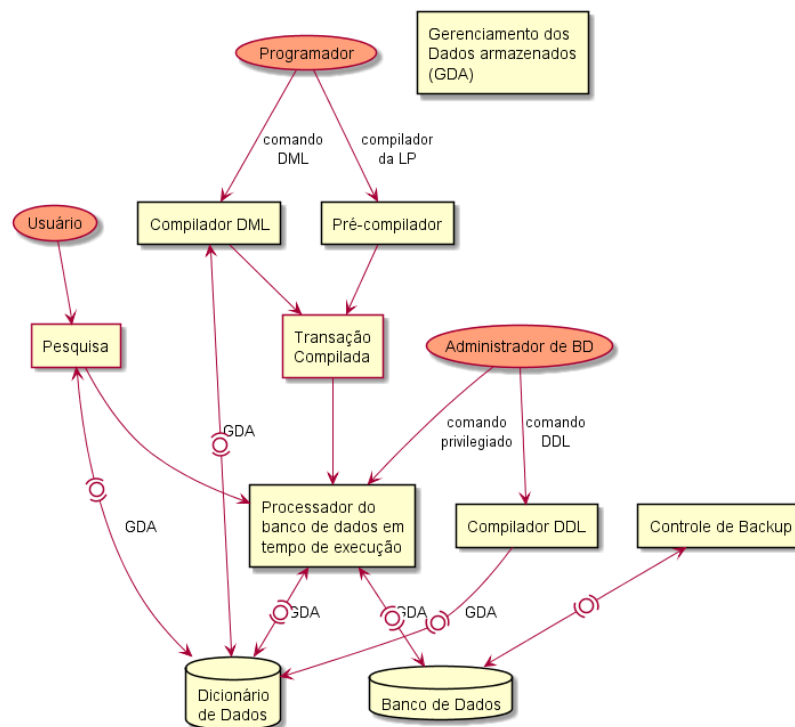 Programador
Gerenciamento dos
Dados armazenados
(GDA)
comando
DML
compilador
da LP
Usuário
Compilador DML
Pré-compilador
Pesquisa
Transação
Compilada
Administrador de BD
comando
privilegiado
comando
DDL
GDA
Processador do
banco de dados em
tempo de execução
Compilador DDL
Controle de Backup
GDA
GDA
GDA
GDA
Dicionário
de Dados
Banco de Dados